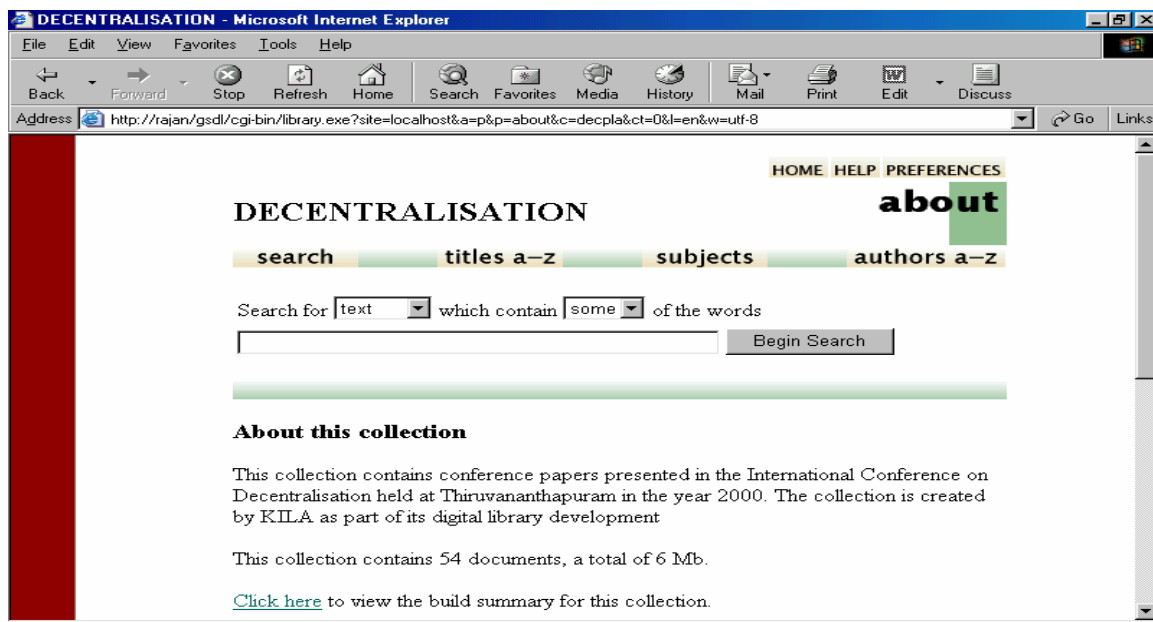 DECENTRALISATION - Microsoft Internet Explorer
File Edit View Favorites Tools Help
Back Forward Stop Refresh Home Search Favorites Media History Mail Print Edit Discuss
Address http://rajan/gsdl/cgi-bin/library.exe?site=localhost&a=p&p=about&c=decpla&ct=0&l=en&w=utf-8 Go Links
HOME HELP PREFERENCES
about
DECENTRALISATION
search titles a-z subjects authors a-z
Search for text which contain some of the words
Begin Search
About this collection
This collection contains conference papers presented in the International Conference on
Decentralisation held at Thiruvananthapuram in the year 2000. The collection is created
by KILA as part of its digital library development
This collection contains 54 documents, a total of 6 Mb.
Click here to view the build summary for this collection.